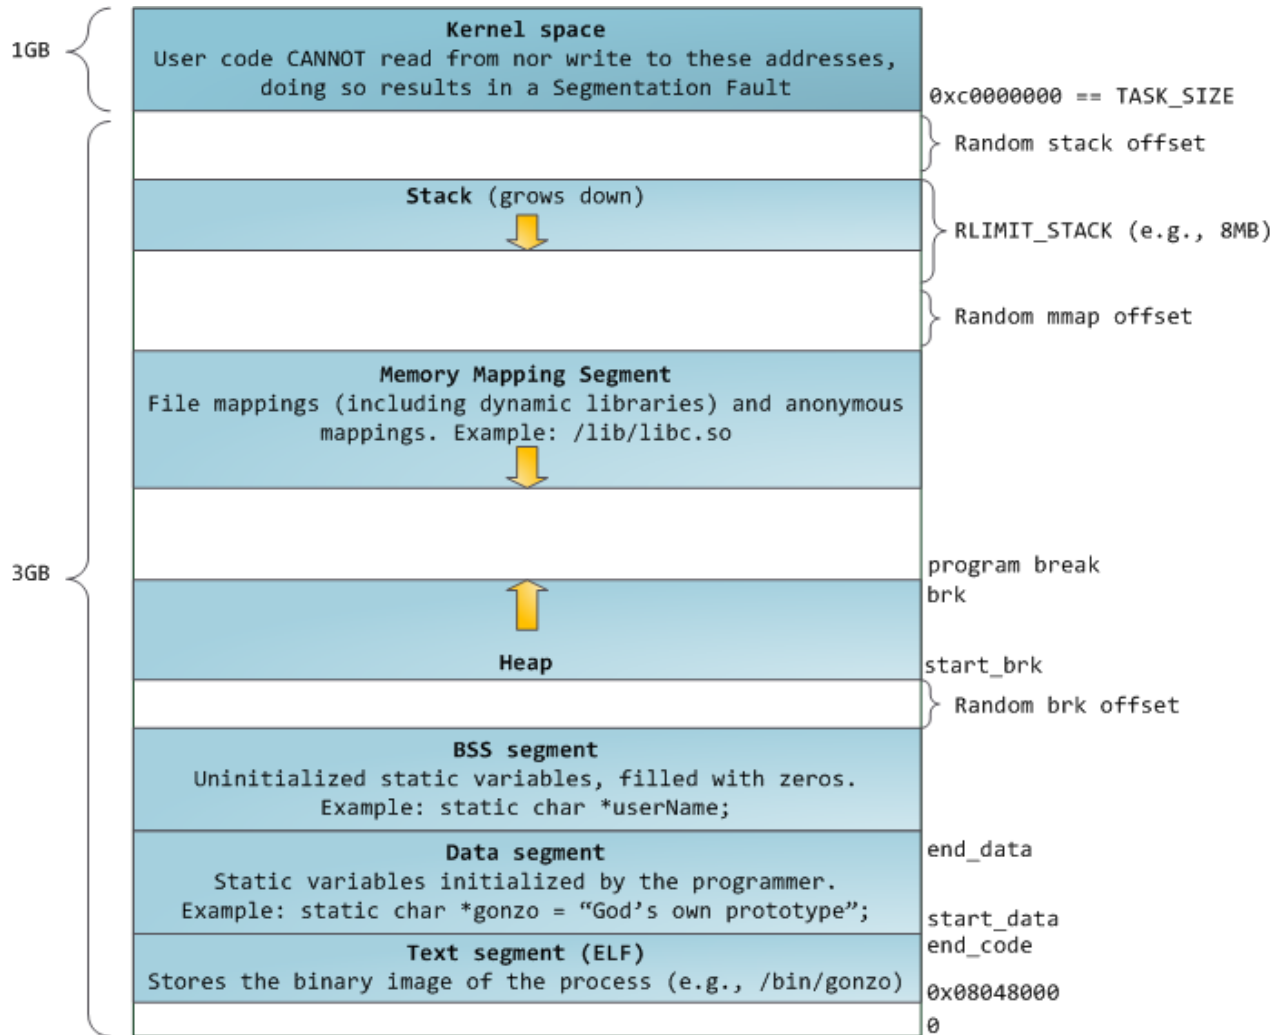 1GB
Kernel space
User code CANNOT read from nor write to these addresses,
doing so results in a Segmentation Fault
0xc0000000 == TASK_SIZE
Random stack offset
Stack (grows down)
RLIMIT_STACK (e.g., 8MB)
Random mmap offset
Memory Mapping Segment
File mappings (including dynamic libraries) and anonymous
mappings. Example: /lib/libc.so
3GB
program break
brk
Heap
start_brk
Random brk offset
BSS segment
Uninitialized static variables, filled with zeros.
Example: static char *userName;
Data segment
end_data
Static variables initialized by the programmer.
Example: static char *gonzo = “God’s own prototype”;
start_data
end_code
Text segment (ELF)
Stores the binary image of the process (e.g., /bin/gonzo)
0x08048000
0